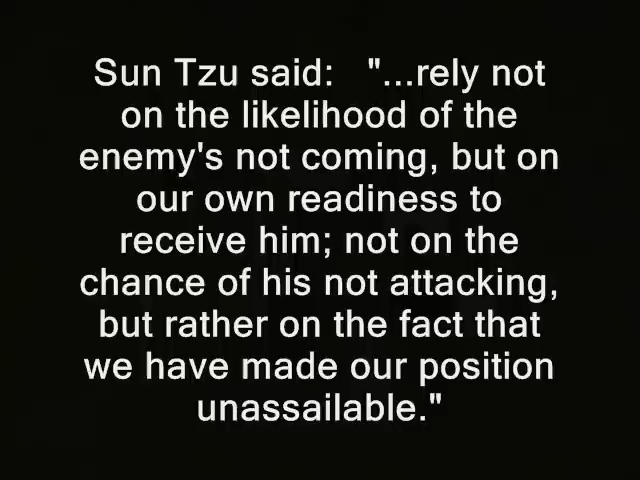 Sun Tzu said:   "...rely not
on the likelihood of the
enemy's not coming, but on
our own readiness to
receive him; not on the
chance of his not attacking,
but rather on the fact that
we have made our position
unassailable."